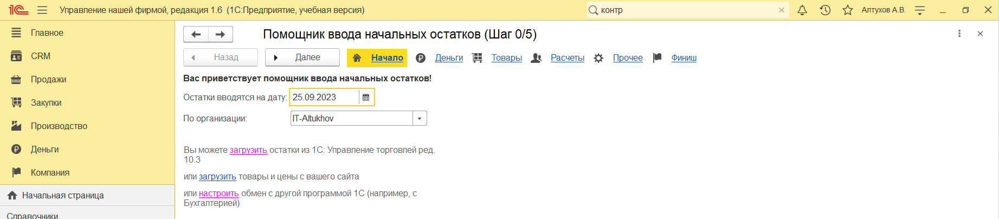 1С Управление нашей фирмой, редакция 1.6 (1С:Предприятие, учебная версия) контр Алтухов А.В.
Главное
CRM
Продажи
Закупки
Производство
Деньги
Компания
Начальная страница
Справочники
Помощник ввода начальных остатков (Шаг 0/5)
Назад Далее Начало Деньги Товары Расчеты Прочее Финиш
Вас приветствует помощник ввода начальных остатков!
Остатки вводятся на дату: 25.09.2023
По организации: IT-Altukhov
Вы можете загрузить остатки из 1С: Управление торговлей ред.
10.3
или загрузить товары и цены с вашего сайта
или настроить обмен с другой программой 1С (например, с
Бухгалтерией)